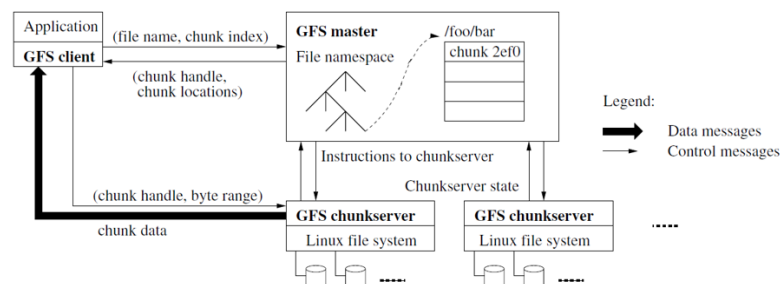 Application
GFS client
(file name, chunk index)
(chunk handle,
chunk locations)
GFS master
File namespace
/foo/bar
chunk 2ef0
Legend:
Data messages
Control messages
Instructions to chunkserver
Chunkserver state
(chunk handle, byte range)
chunk data
GFS chunkserver
Linux file system
GFS chunkserver
Linux file system